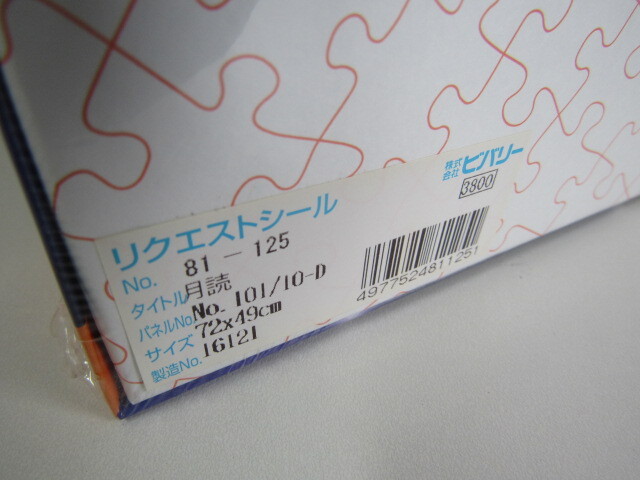 株式会社 ビバリー
3800
リクエストシール
No. 81 - 125
タイトル 月読
パネルNo. No. 101/10-D
サイズ 72x49cm
製造No. 16121
4977524811251